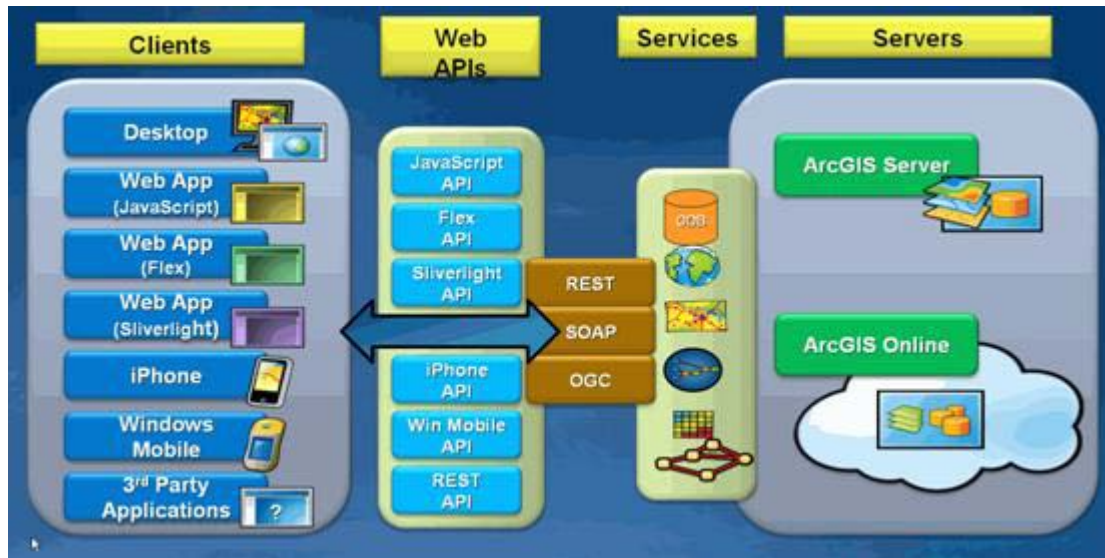 Clients
Web
APIs
Services
Servers
Desktop
Web App
(JavaScript)
Web App
(Flex)
Web App
(Sliverlight)
iPhone
Windows
Mobile
3rd Party
Applications
?
JavaScript
API
Flex
API
Sliverlight
API
iPhone
API
Win Mobile
API
REST
API
REST
SOAP
OGC
ArcGIS Server
ArcGIS Online